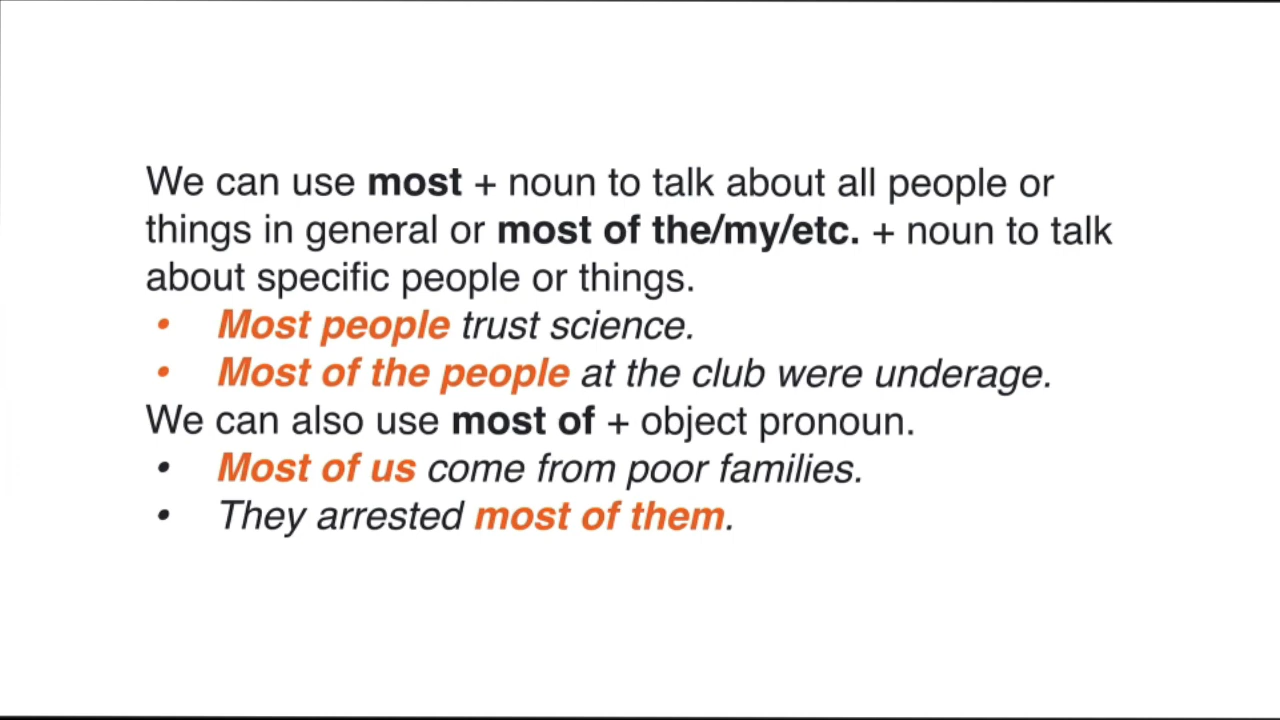 We can use most + noun to talk about all people or
things in general or most of the/my/etc. + noun to talk
about specific people or things.
• Most people trust science.
• Most of the people at the club were underage.
We can also use most of + object pronoun.
• Most of us come from poor families.
• They arrested most of them.